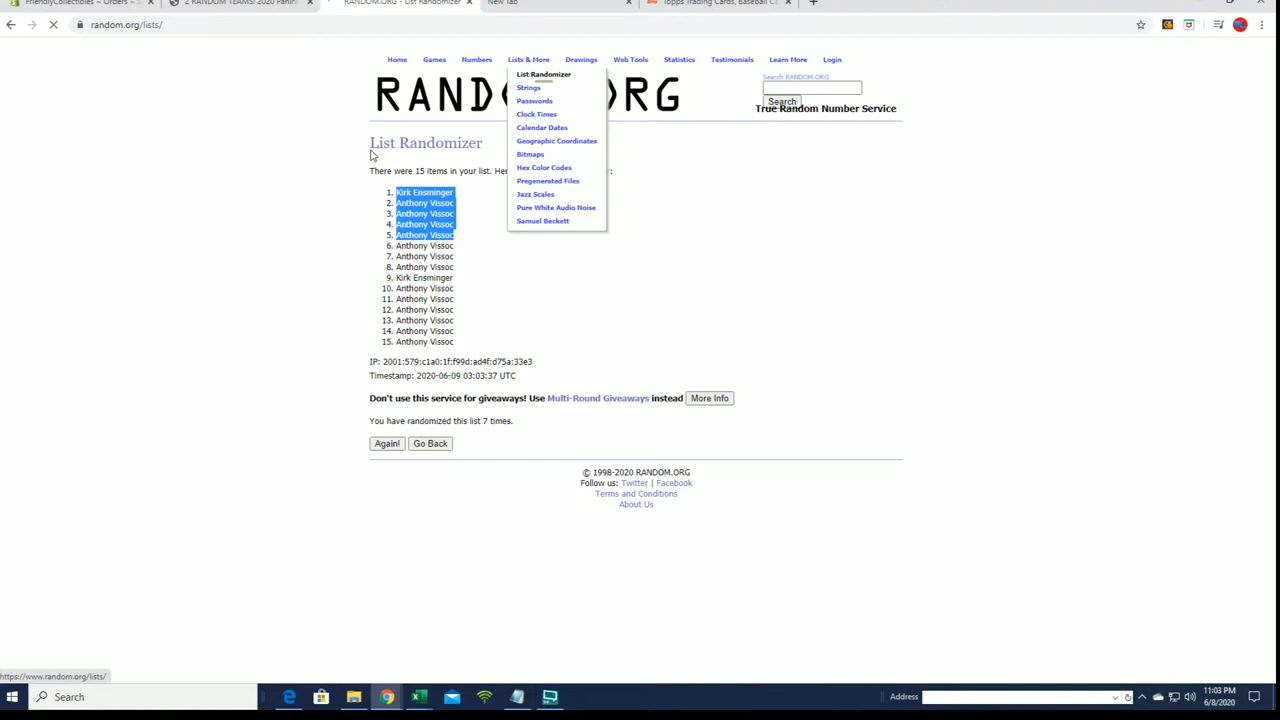 FriendlyCollectibles ~ Orders ~ S
2 RANDOM TEAMS: 2020 Panini
RANDOM.ORG - List Randomizer
New Tab
Topps Trading Cards, Baseball C
random.org/lists/
Home Games Numbers Lists & More Drawings Web Tools Statistics Testimonials Learn More Login
List Randomizer
Strings
Passwords
Clock Times
Calendar Dates
Geographic Coordinates
Bitmaps
Hex Color Codes
Pregenerated Files
Jazz Scales
Pure White Audio Noise
Samuel Beckett
Search RANDOM.ORG
Search
True Random Number Service
List Randomizer
There were 15 items in your list. Her
1. Kirk Ensminger
2. Anthony Vissoc
3. Anthony Vissoc
4. Anthony Vissoc
5. Anthony Vissoc
6. Anthony Vissoc
7. Anthony Vissoc
8. Anthony Vissoc
9. Kirk Ensminger
10. Anthony Vissoc
11. Anthony Vissoc
12. Anthony Vissoc
13. Anthony Vissoc
14. Anthony Vissoc
15. Anthony Vissoc
IP: 2001:579:c1a0:1f:f99d:ad4f:d75a:33e3
Timestamp: 2020-06-09 03:03:37 UTC
Don't use this service for giveaways! Use Multi-Round Giveaways instead More Info
You have randomized this list 7 times.
Again! Go Back
© 1998-2020 RANDOM.ORG
Follow us: Twitter | Facebook
Terms and Conditions
About Us
https://www.random.org/lists/
Search
Address
11:03 PM
6/8/2020